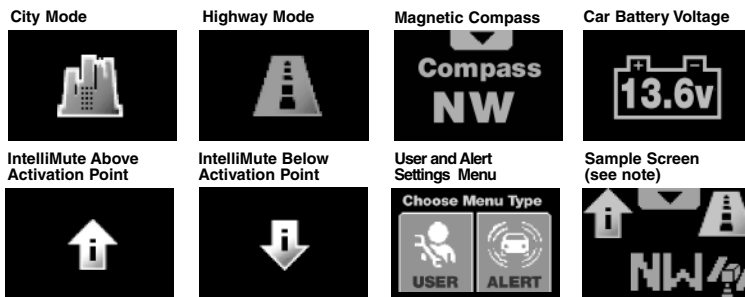 City Mode
Highway Mode
Magnetic Compass
Car Battery Voltage
Compass
NW
13.6v
IntelliMute Above
Activation Point
IntelliMute Below
Activation Point
User and Alert
Settings Menu
Sample Screen
(see note)
i
i
Choose Menu Type
USER
ALERT
i
NW